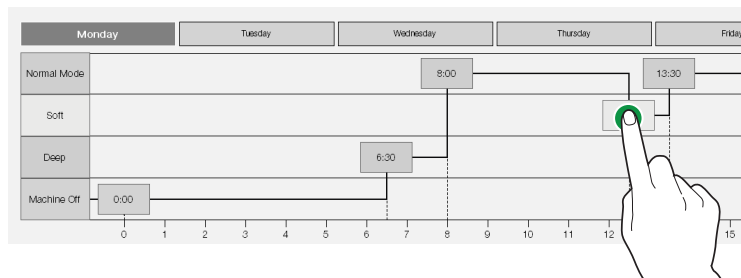 Monday Tuesday Wednesday Thursday Friday
Normal Mode 8:00 13:30
Soft
Deep 6:30
Machine Off 0:00
0 1 2 3 4 5 6 7 8 9 10 11 12 15